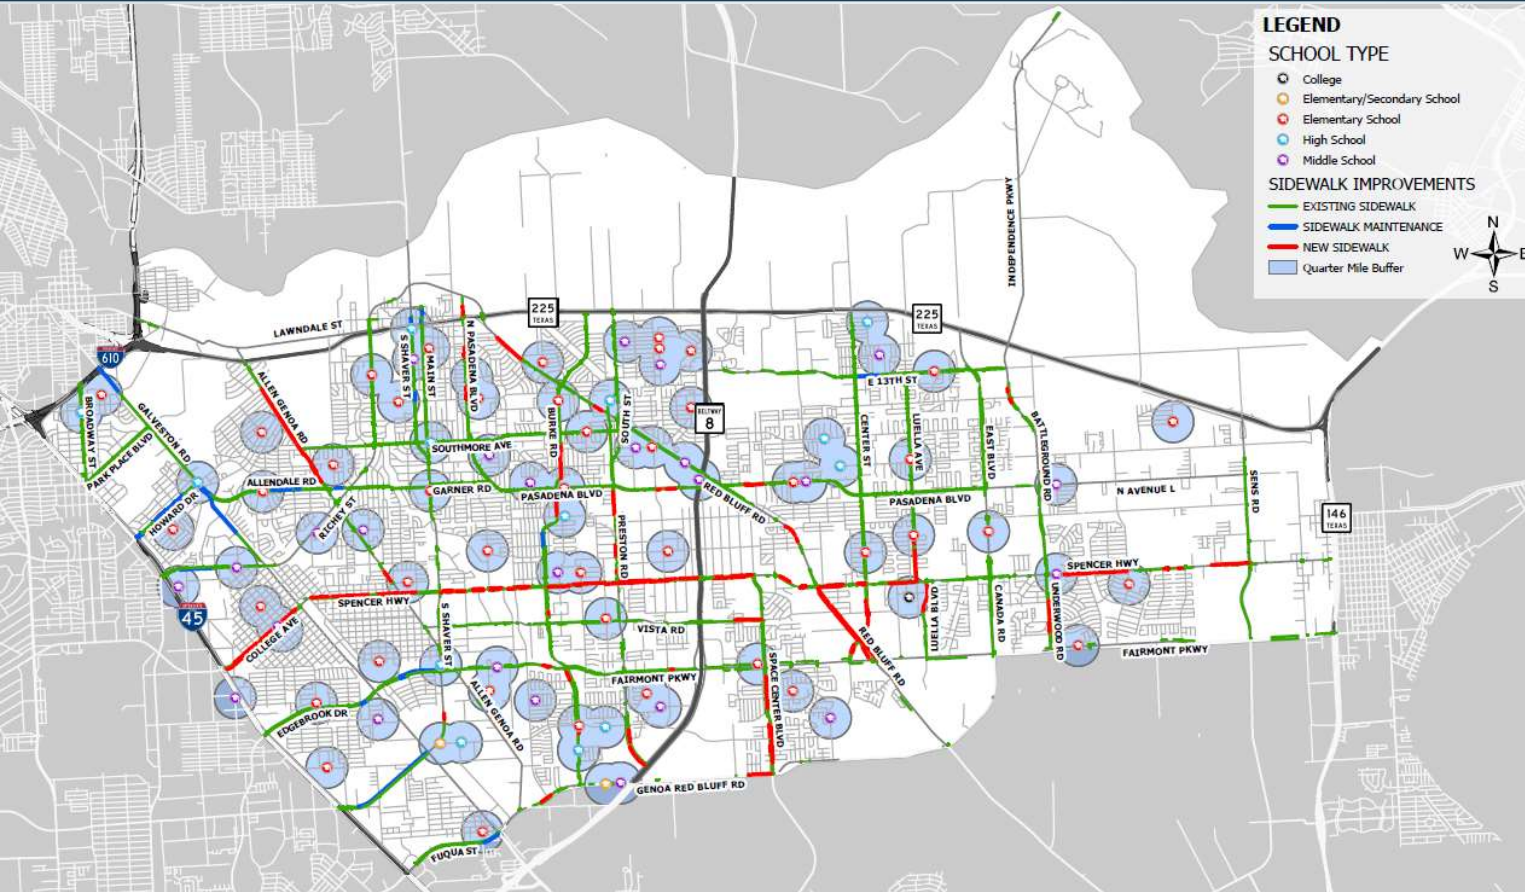 LEGEND
SCHOOL TYPE
College
Elementary/Secondary School
Elementary School
High School
Middle School
SIDEWALK IMPROVEMENTS
EXISTING SIDEWALK
SIDEWALK MAINTENANCE
NEW SIDEWALK
Quarter Mile Buffer
N
W
E
S
INDEPENDENCE PKWY
225
TEXAS
225
TEXAS
LAWNDALE ST
610
S SHAVER ST
MAIN ST
N PASADENA BLVD
ALLEN GENOA RD
BROADWAY ST
GALVESTON RD
PARK PLACE BLVD
BURKE RD
SOUTH ST
BELTWAY
8
E 13TH ST
CENTER ST
LUELLA AVE
EAST BLVD
BATTLEGROUND RD
SOUTHMORE AVE
ALLENDALE RD
GARNER RD
PASADENA BLVD
RED BLUFF RD
PASADENA BLVD
N AVENUE L
SENS RD
HOWARD DR
RICHEY ST
PRESTON RD
146
TEXAS
SPENCER HWY
SPENCER HWY
45
COLLEGE AVE
S SHAVER ST
VISTA RD
LUELLA BLVD
CANADA RD
UNDERWOOD RD
RED BLUFF RD
FAIRMONT PKWY
FAIRMONT PKWY
SPACE CENTER BLVD
ALLEN GENOA RD
EDGEBROOK DR
GENOA RED BLUFF RD
FUQUA ST